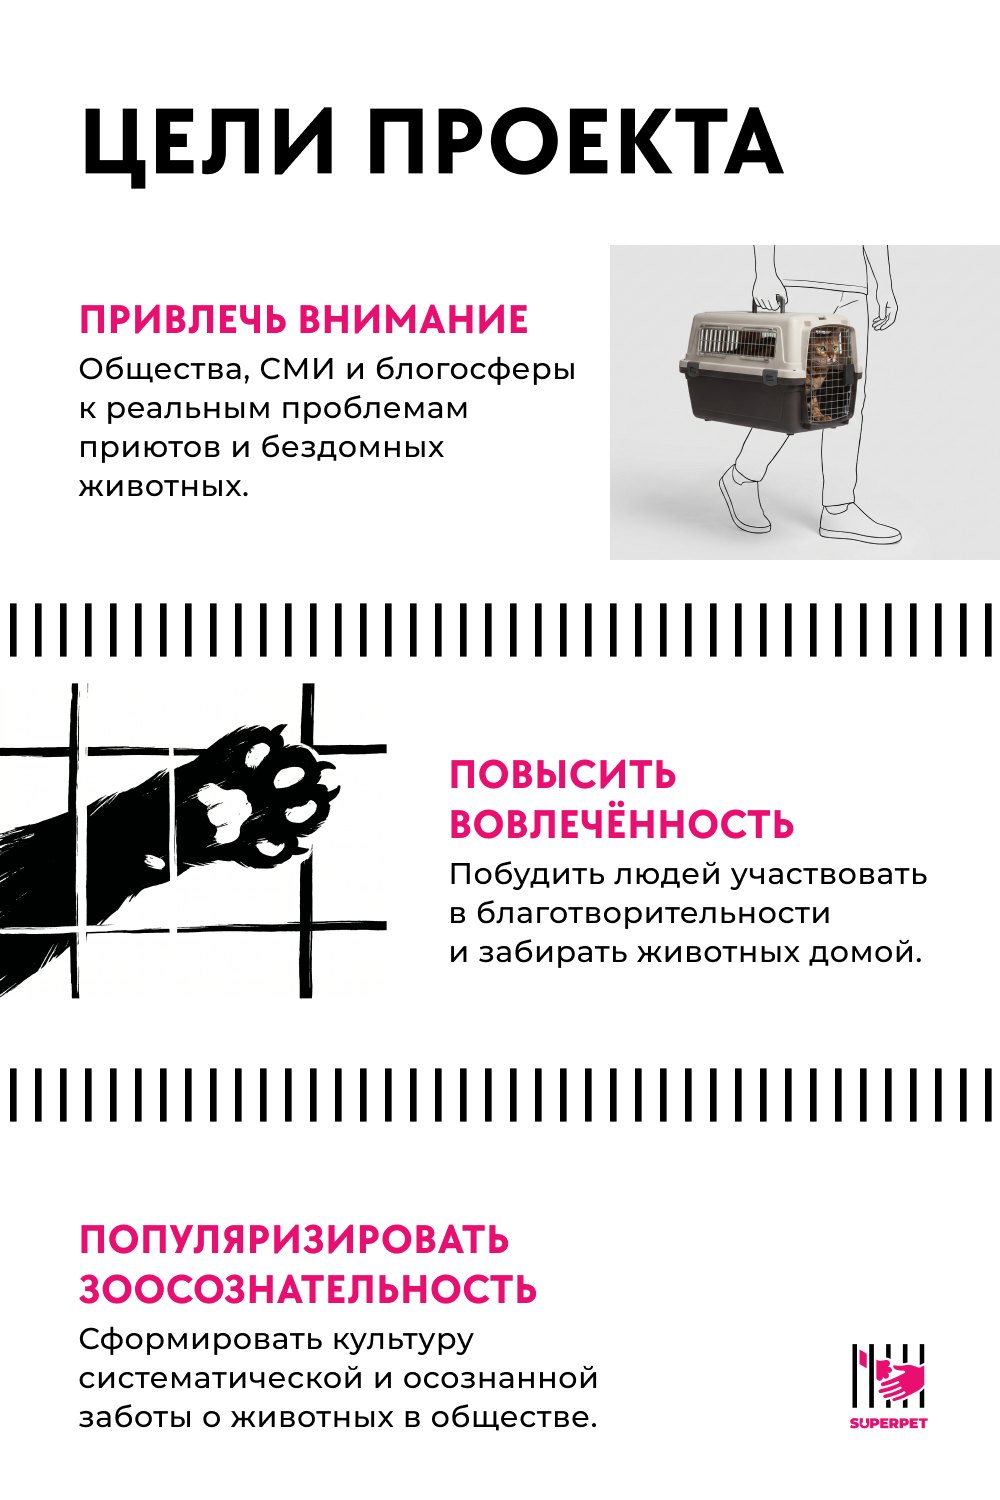 ЦЕЛИ ПРОЕКТА
ПРИВЛЕЧЬ ВНИМАНИЕ
Общества, СМИ и блогосферы
к реальным проблемам
приютов и бездомных
животных.
ПОВЫСИТЬ
ВОВЛЕЧЁННОСТЬ
Побудить людей участвовать
в благотворительности
и забирать животных домой.
ПОПУЛЯРИЗИРОВАТЬ
ЗООСОЗНАТЕЛЬНОСТЬ
Сформировать культуру
систематической и осознанной
заботы о животных в обществе.
SUPERPET